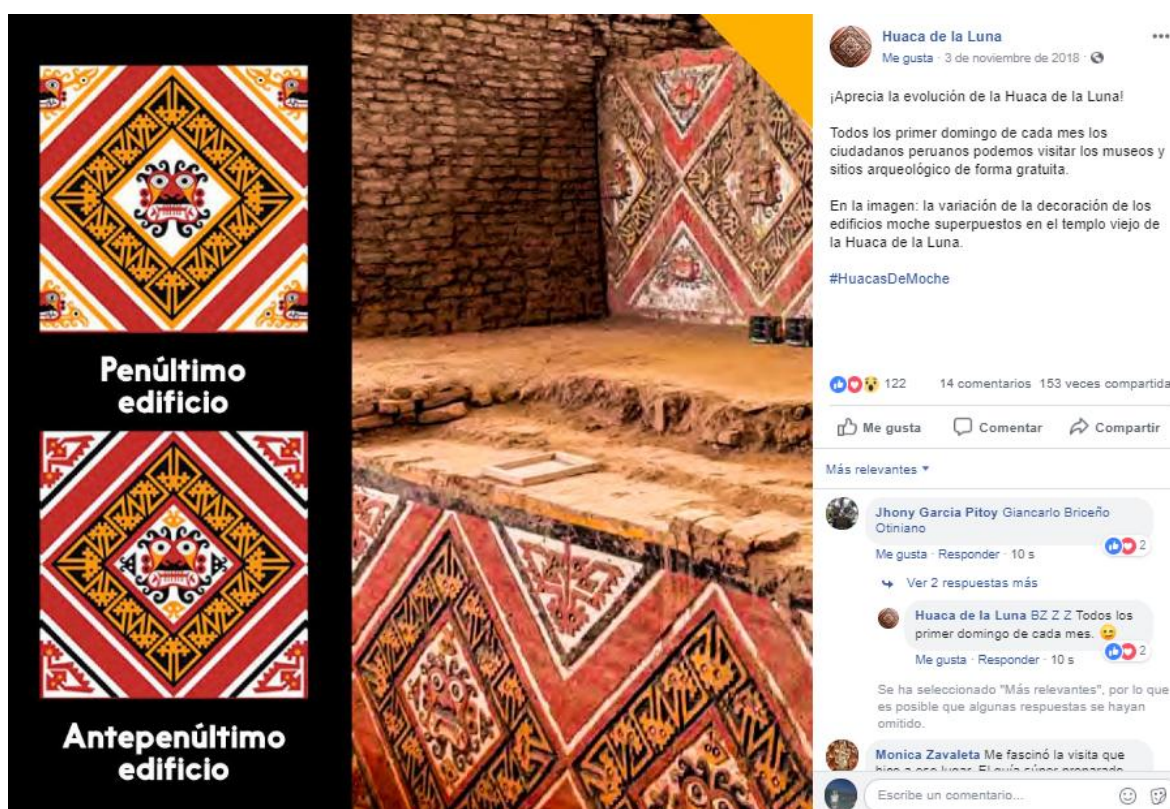 Penúltimo
edificio
Antepenúltimo
edificio
Huaca de la Luna
Me gusta · 3 de noviembre de 2018 ·
¡Aprecia la evolución de la Huaca de la Luna!
Todos los primer domingo de cada mes los
ciudadanos peruanos podemos visitar los museos y
sitios arqueológico de forma gratuita.
En la imagen: la variación de la decoración de los
edificios moche superpuestos en el templo viejo de
la Huaca de la Luna.
#HuacasDeMoche
122 14 comentarios 153 veces compartida
Me gusta Comentar Compartir
Más relevantes
Jhony Garcia Pitoy Giancarlo Briceño
Otiniano
2
Me gusta · Responder · 10 s
Ver 2 respuestas más
Huaca de la Luna BZ Z Z Todos los
primer domingo de cada mes.
2
Me gusta · Responder · 10 s
Se ha seleccionado "Más relevantes", por lo que
es posible que algunas respuestas se hayan
omitido.
Monica Zavaleta Me fascinó la visita que
Escribe un comentario...